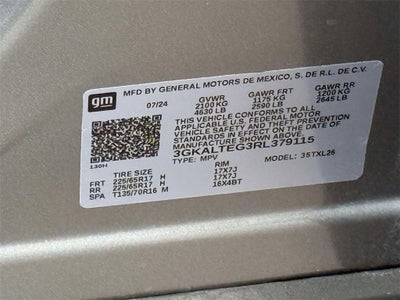 gm
MFD BY GENERAL MOTORS DE MEXICO, S. DE R.L. DE C.V.
07/24 GVWR GAWR FRT GAWR RR
2100 KG 1175 KG 1200 KG
4630 LB 2590 LB 2645 LB
THIS VEHICLE CONFORMS TO ALL
APPLICABLE U.S. FEDERAL MOTOR
VEHICLE SAFETY AND THEFT PREVENTION
STANDARDS IN EFFECT ON THE DATE OF
MANUFACTURE SHOWN ABOVE.
3GKALTEG3RL379115
TYPE: MPV MODEL: 35TXL26
TIRE SIZE RIM
FRT 225/65R17 H 17X7J
RR 225/65R17 H 17X7J
SPA T135/70R16 M 16X4BT